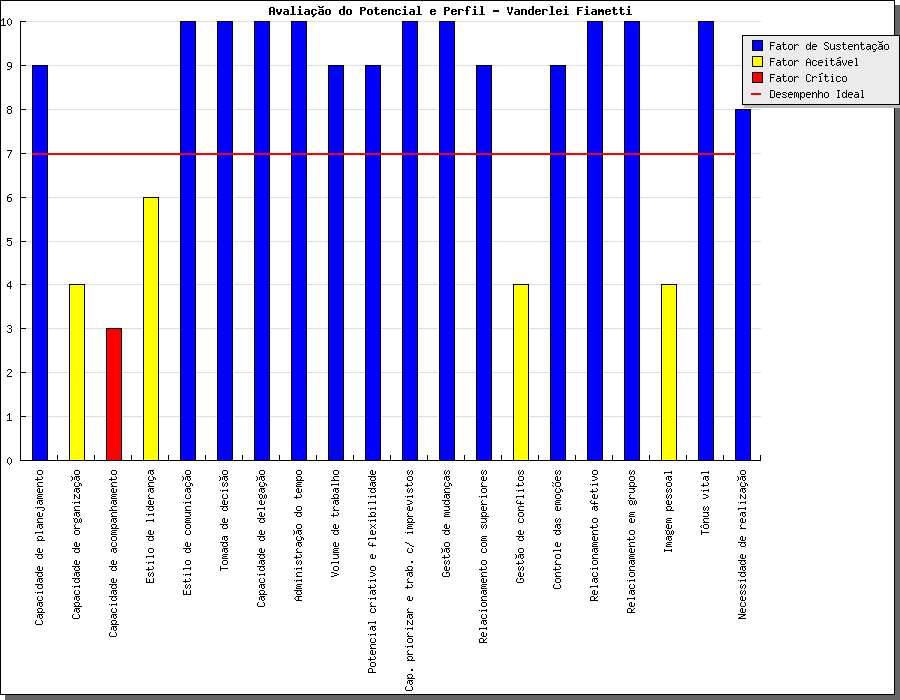 Avaliação do Potencial e Perfil - Vanderlei Fiametti
10
9
8
7
6
5
4
3
2
1
0
Fator de Sustentação
Fator Aceitável
Fator Crítico
Desempenho Ideal
Capacidade de planejamento
Capacidade de organização
Capacidade de acompanhamento
Estilo de liderança
Estilo de comunicação
Tomada de decisão
Capacidade de delegação
Administração do tempo
Volume de trabalho
Potencial criativo e flexibilidade
Cap. priorizar e trab. c/ imprevistos
Gestão de mudanças
Relacionamento com superiores
Gestão de conflitos
Controle das emoções
Relacionamento afetivo
Relacionamento em grupos
Imagem pessoal
Tônus vital
Necessidade de realização